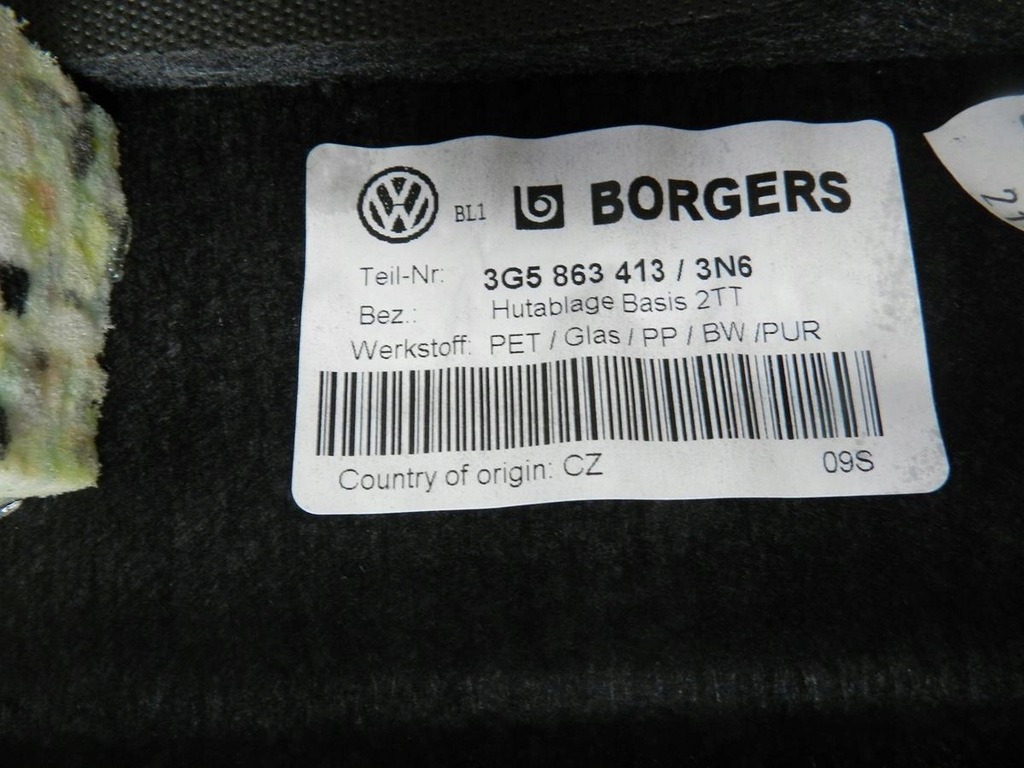 BL1 BORGERS
Teil-Nr: 3G5 863 413 / 3N6
Bez.: Hutablage Basis 2TT
Werkstoff: PET / Glas / PP / BW /PUR
Country of origin: CZ 09S
21